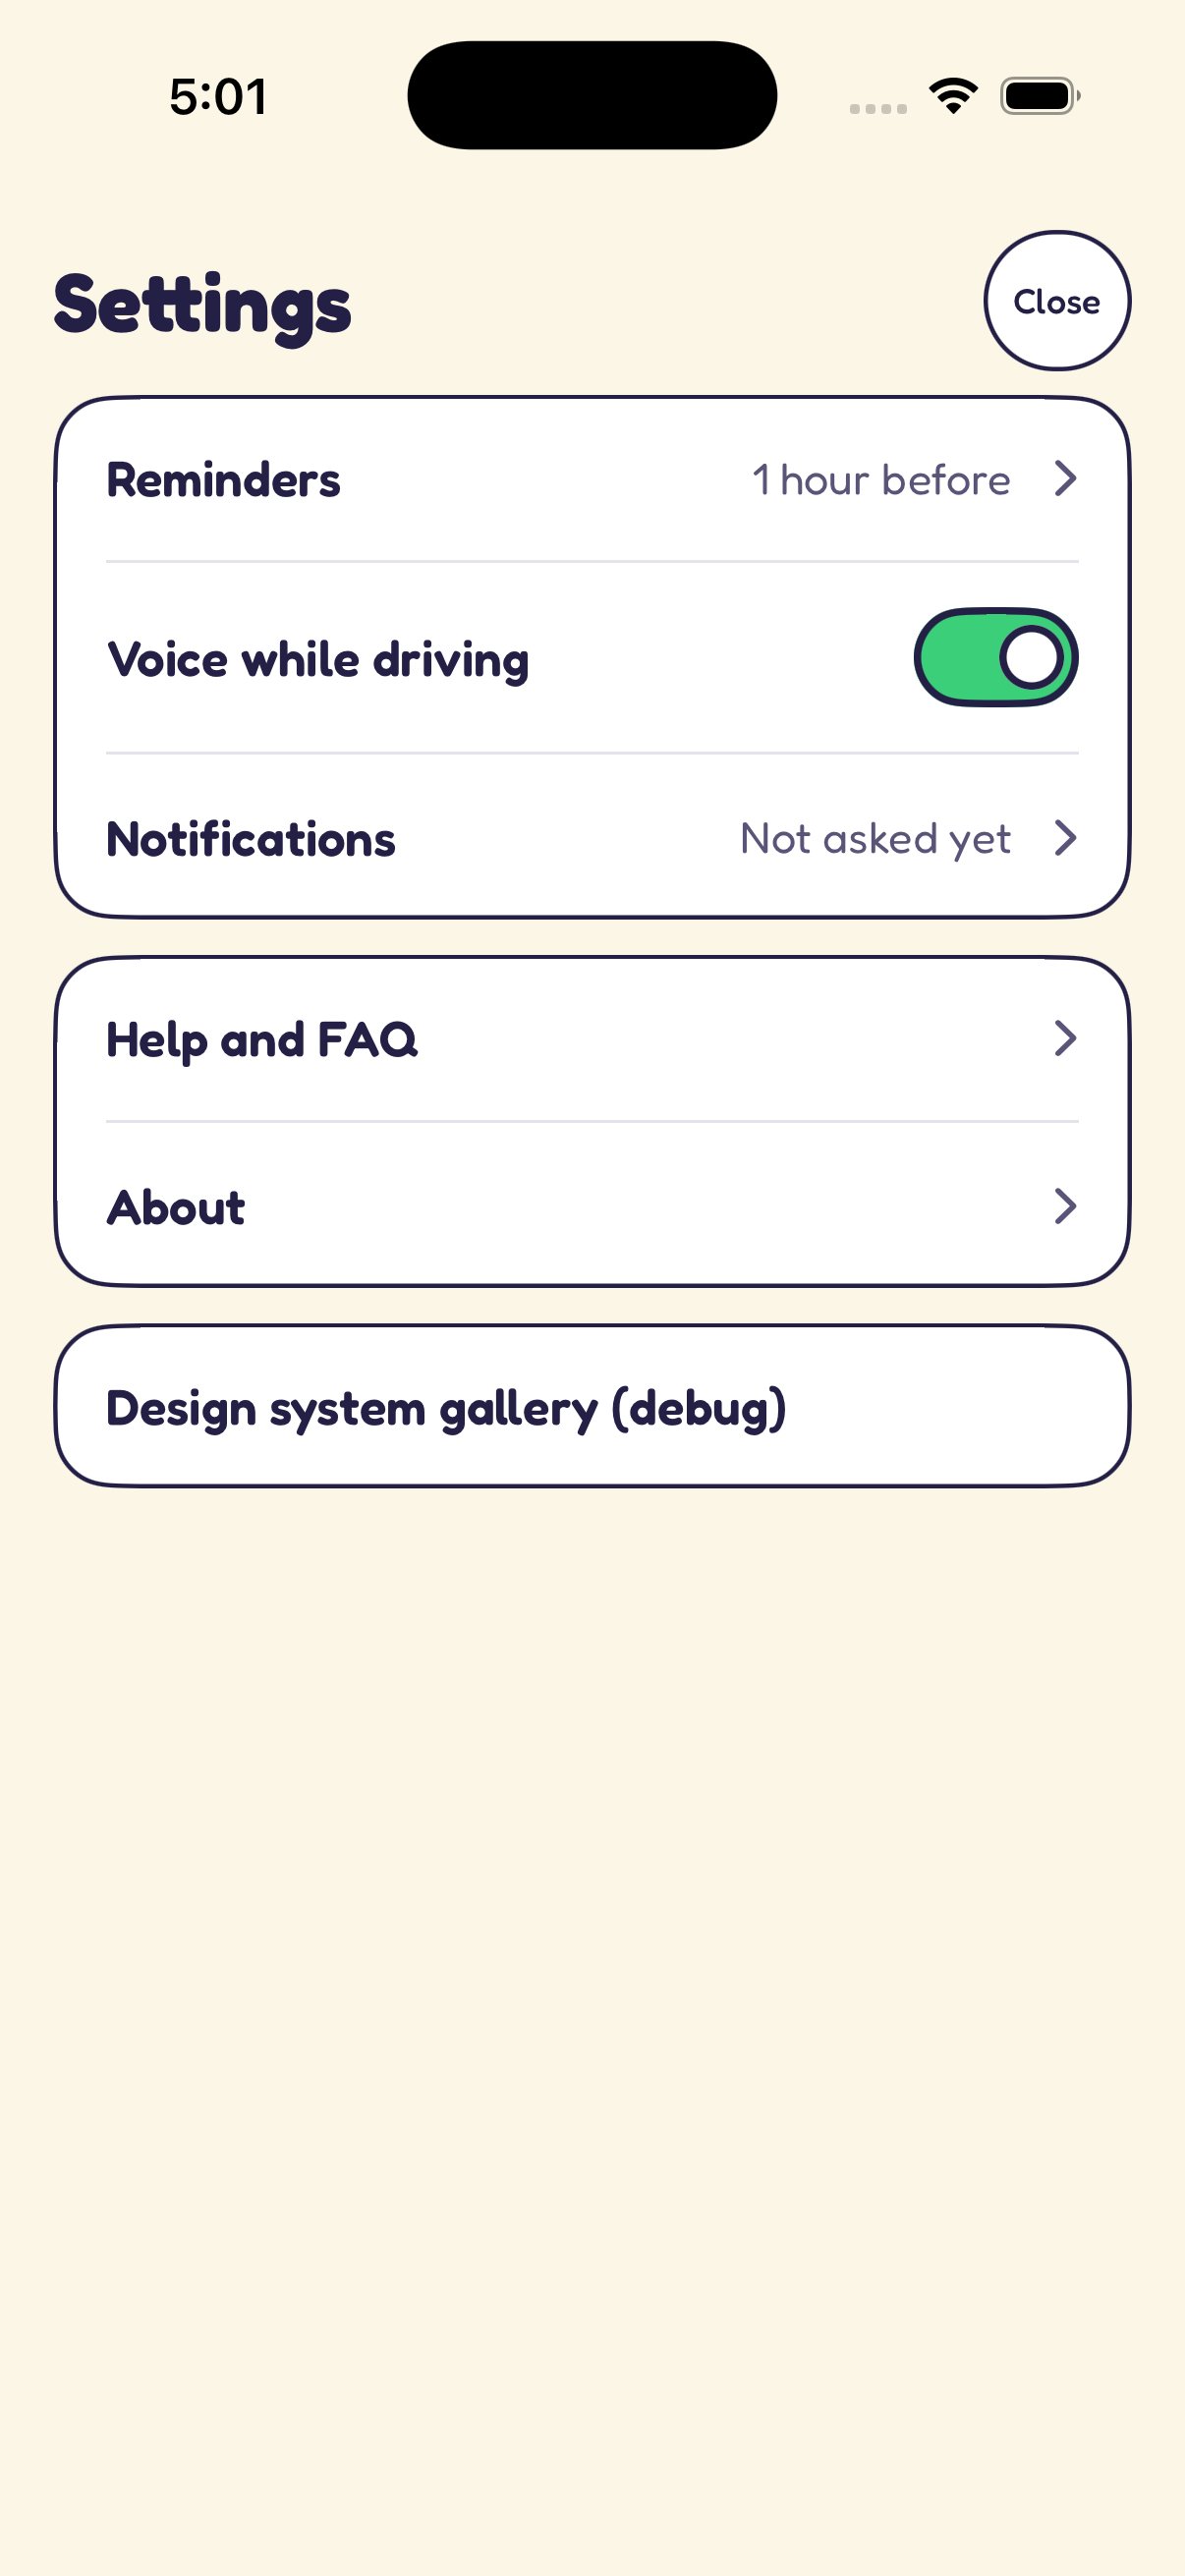 5:01
Settings
Close
Reminders
1 hour before
Voice while driving
Notifications
Not asked yet
Help and FAQ
About
Design system gallery (debug)